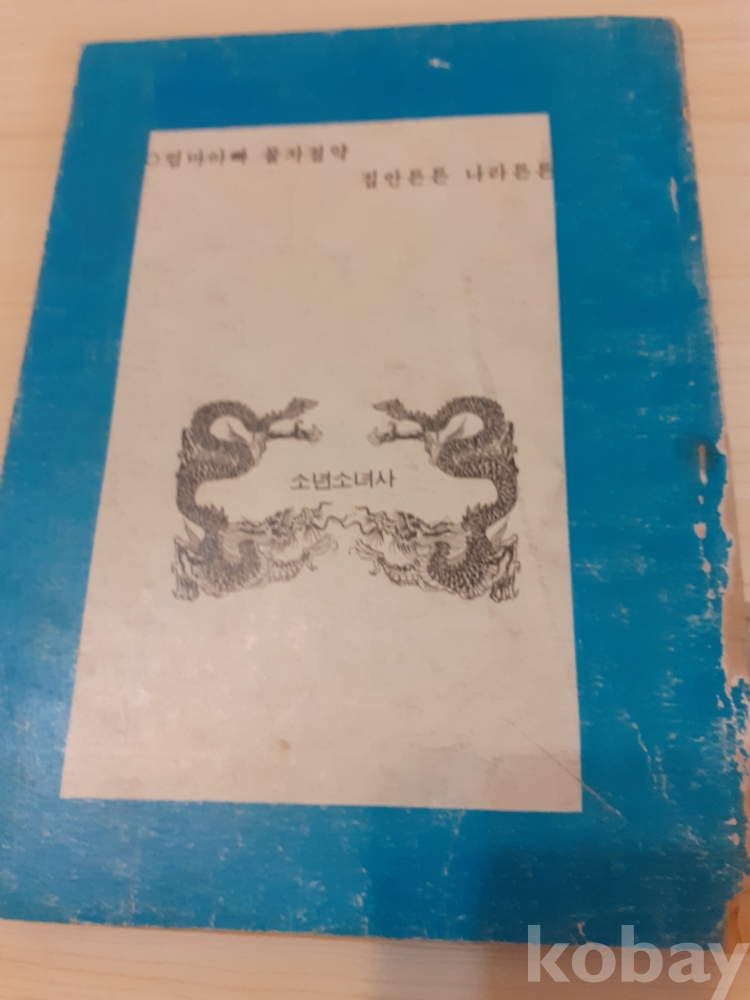 ○엄마아빠 물자절약
집안튼튼 나라튼튼
소년소녀사
kobay